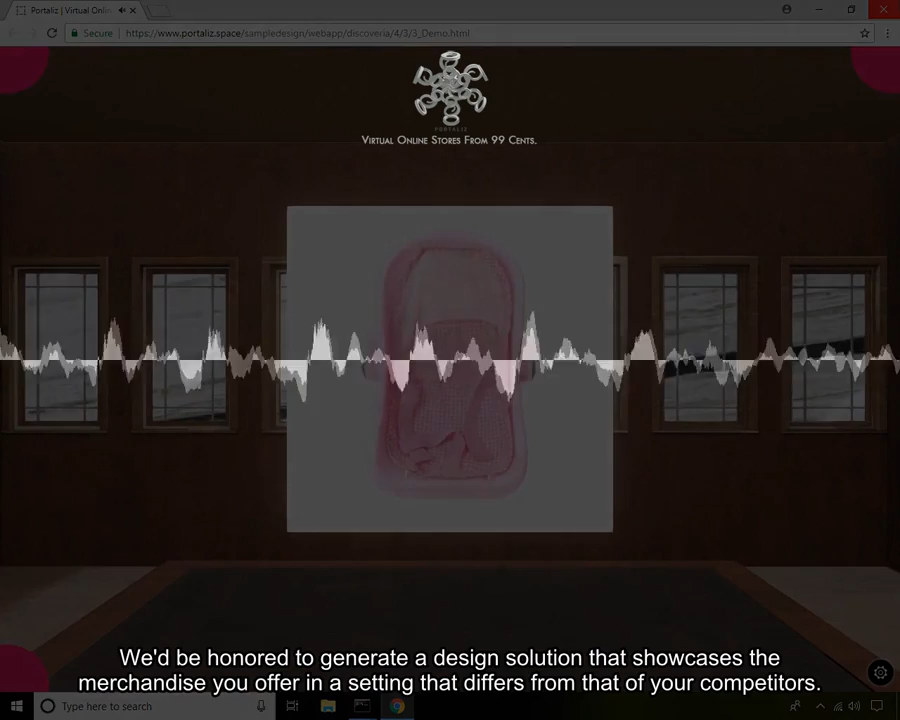 Portaliz | Virtual Onlin
Secure https://www.portaliz.space/sampledesign/webapp/discoveria/4/3/3_Demo.html
PORTALIZ
Virtual Online Stores From 99 Cents.
We'd be honored to generate a design solution that showcases the
merchandise you offer in a setting that differs from that of your competitors.
Type here to search